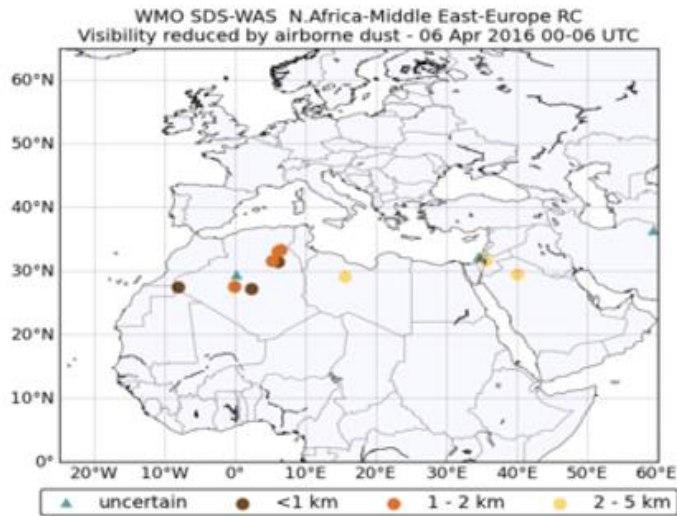 WMO SDS-WAS N.Africa-Middle East-Europe RC
Visibility reduced by airborne dust - 06 Apr 2016 00-06 UTC
60°N
50°N
40°N
30°N
20°N
10°N
0°
20°W 10°W 0° 10°E 20°E 30°E 40°E 50°E 60°E
uncertain <1 km 1 - 2 km 2 - 5 km